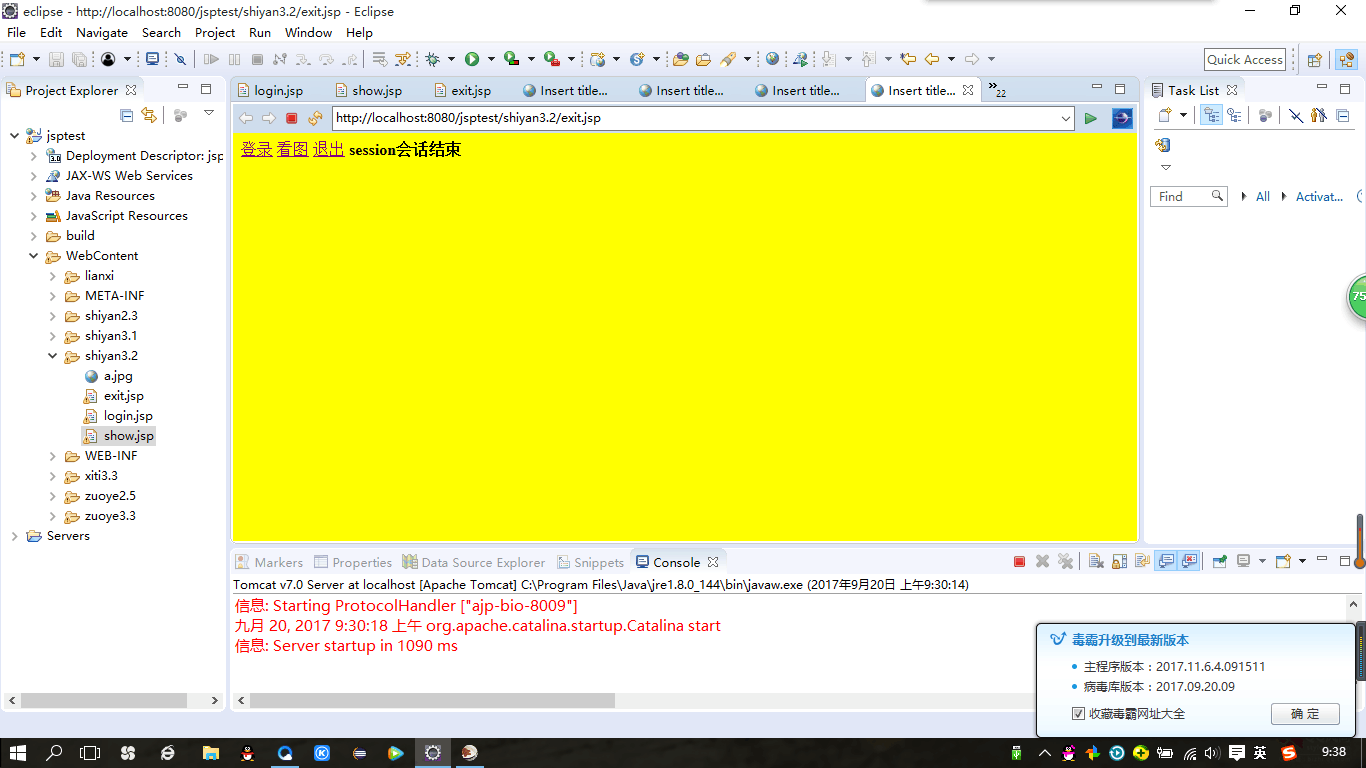 eclipse - http://localhost:8080/jsptest/shiyan3.2/exit.jsp - Eclipse
File Edit Navigate Search Project Run Window Help
Quick Access
Project Explorer
login.jsp show.jsp exit.jsp Insert title... Insert title... Insert title... Insert title... 22
Task List
http://localhost:8080/jsptest/shiyan3.2/exit.jsp
登录 看图 退出 session会话结束
Find All Activat...
jsptest
3.0 Deployment Descriptor: jsp
JAX-WS Web Services
Java Resources
JavaScript Resources
build
WebContent
lianxi
META-INF
shiyan2.3
shiyan3.1
shiyan3.2
a.jpg
exit.jsp
login.jsp
show.jsp
WEB-INF
xiti3.3
zuoye2.5
zuoye3.3
Servers
75
Markers Properties Data Source Explorer Snippets Console
Tomcat v7.0 Server at localhost [Apache Tomcat] C:\Program Files\Java\jre1.8.0_144\bin\javaw.exe (2017年9月20日 上午9:30:14)
信息: Starting ProtocolHandler ["ajp-bio-8009"]
九月 20, 2017 9:30:18 上午 org.apache.catalina.startup.Catalina start
信息: Server startup in 1090 ms
毒霸升级到最新版本
主程序版本：2017.11.6.4.091511
病毒库版本：2017.09.20.09
收藏毒霸网址大全
确 定
英
9:38